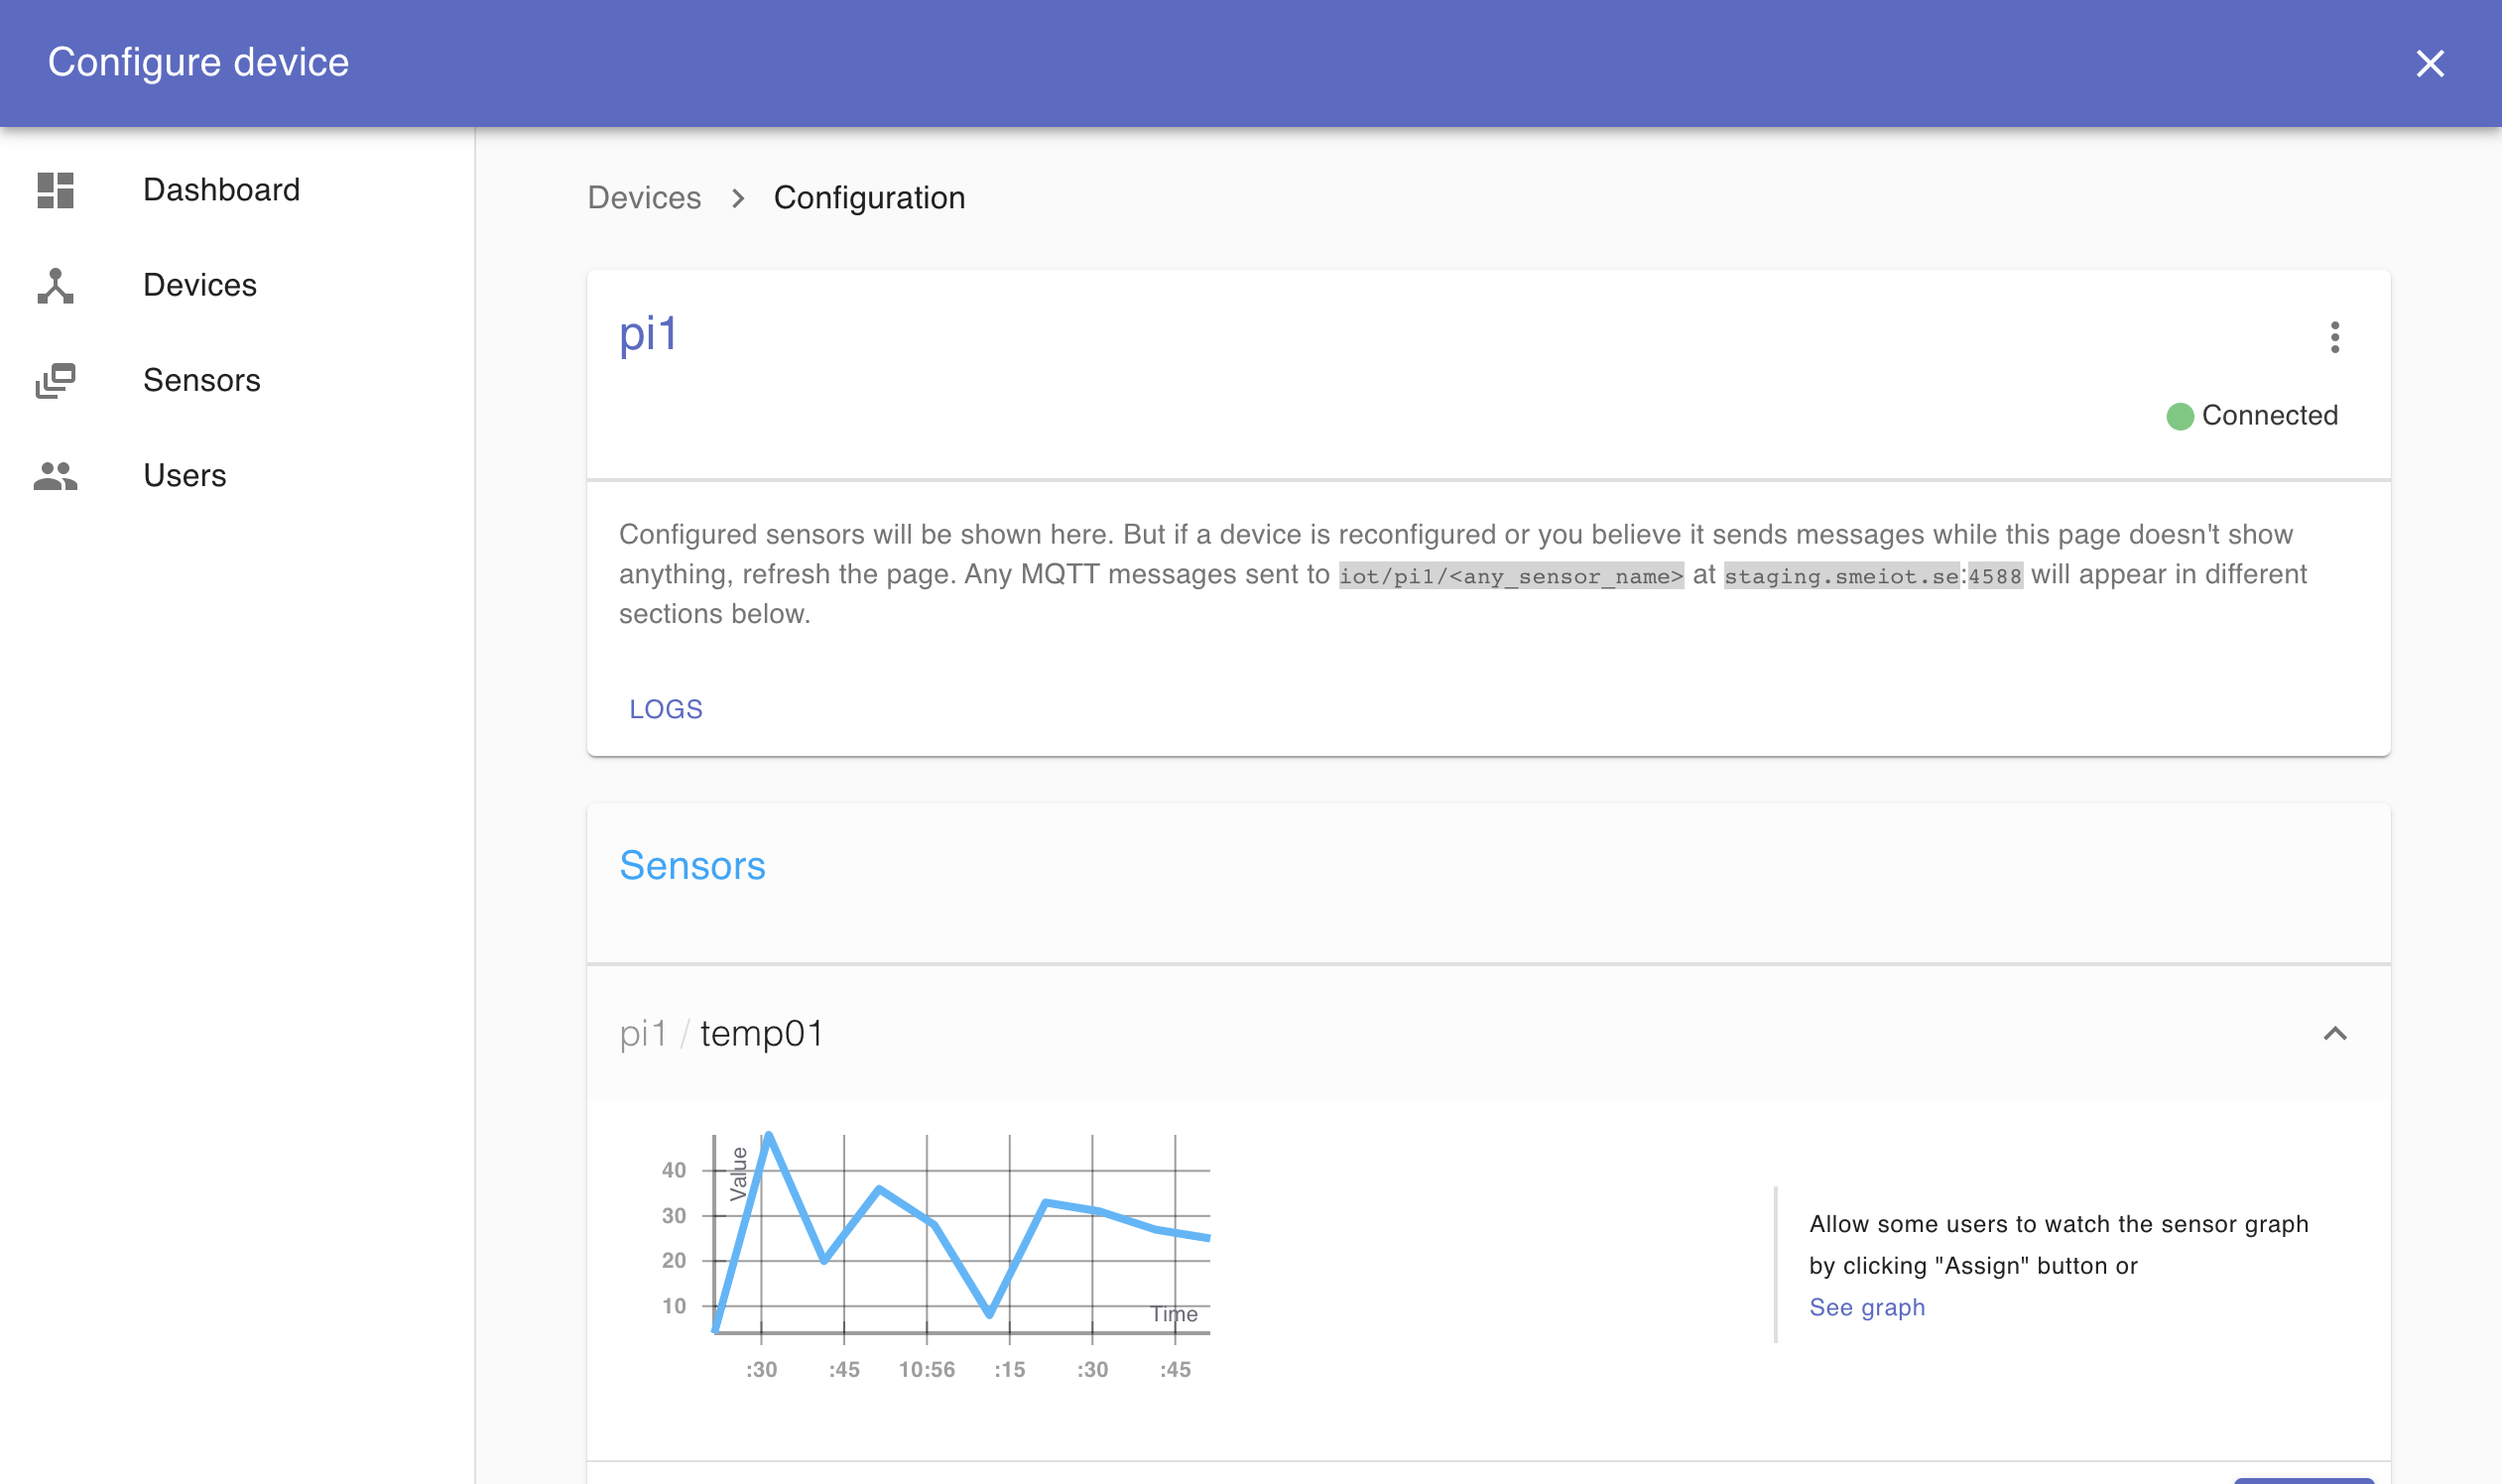 Configure device
Dashboard
Devices
Sensors
Users
Devices > Configuration
pi1
Connected
Configured sensors will be shown here. But if a device is reconfigured or you believe it sends messages while this page doesn't show
anything, refresh the page. Any MQTT messages sent to iot/pi1/<any_sensor_name> at staging.smeiot.se:4588 will appear in different
sections below.
LOGS
Sensors
pi1 / temp01
Value
40
30
20
10
Time
:30 :45 10:56 :15 :30 :45
Allow some users to watch the sensor graph
by clicking "Assign" button or
See graph